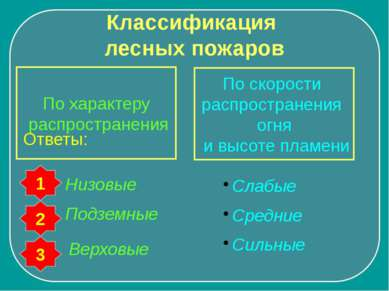 Классификация
лесных пожаров
По характеру
распространения
Ответы:
По скорости
распространения
огня
и высоте пламени
1 Низовые
2 Подземные
3 Верховые
• Слабые
• Средние
• Сильные